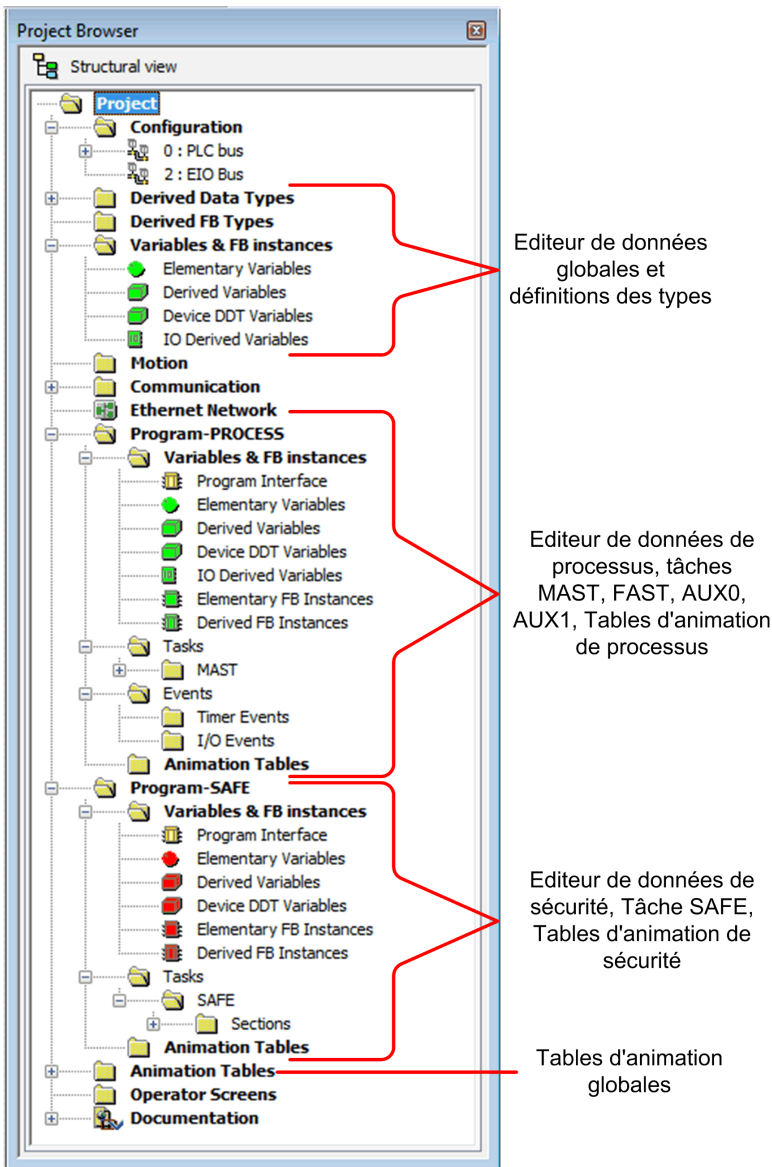 Project Browser
Structural view
Project
Configuration
0 : PLC bus
2 : EIO Bus
Derived Data Types
Derived FB Types
Variables & FB instances
Elementary Variables
Derived Variables
Device DDT Variables
IO Derived Variables
Motion
Communication
Ethernet Network
Program-PROCESS
Variables & FB instances
Program Interface
Elementary Variables
Derived Variables
Device DDT Variables
IO Derived Variables
Elementary FB Instances
Derived FB Instances
Tasks
MAST
Events
Timer Events
I/O Events
Animation Tables
Program-SAFE
Variables & FB instances
Program Interface
Elementary Variables
Derived Variables
Device DDT Variables
Elementary FB Instances
Derived FB Instances
Tasks
SAFE
Sections
Animation Tables
Animation Tables
Operator Screens
Documentation
Editeur de données
globales et
définitions des types
Editeur de données de
processus, tâches
MAST, FAST, AUX0,
AUX1, Tables d'animation
de processus
Editeur de données de
sécurité, Tâche SAFE,
Tables d'animation de
sécurité
Tables d'animation
globales